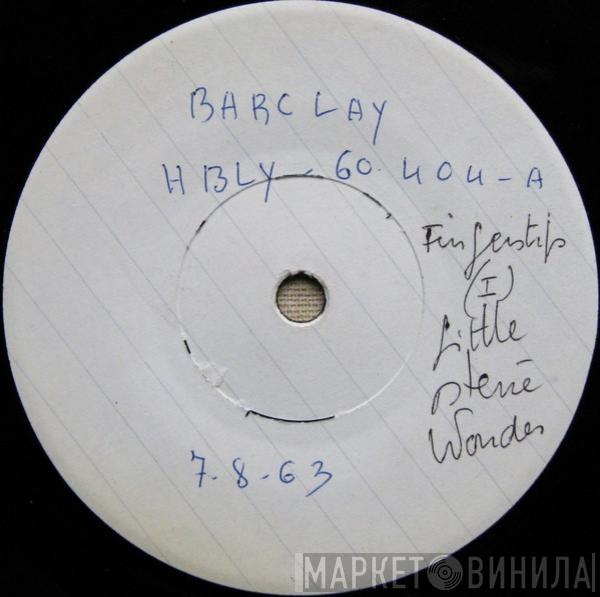 BARCLAY
HBLY-60.404-A
Fingertips
(I)
Little
Stevie
Wonder
7-8-63
МАРКЕТ ВИНИЛА